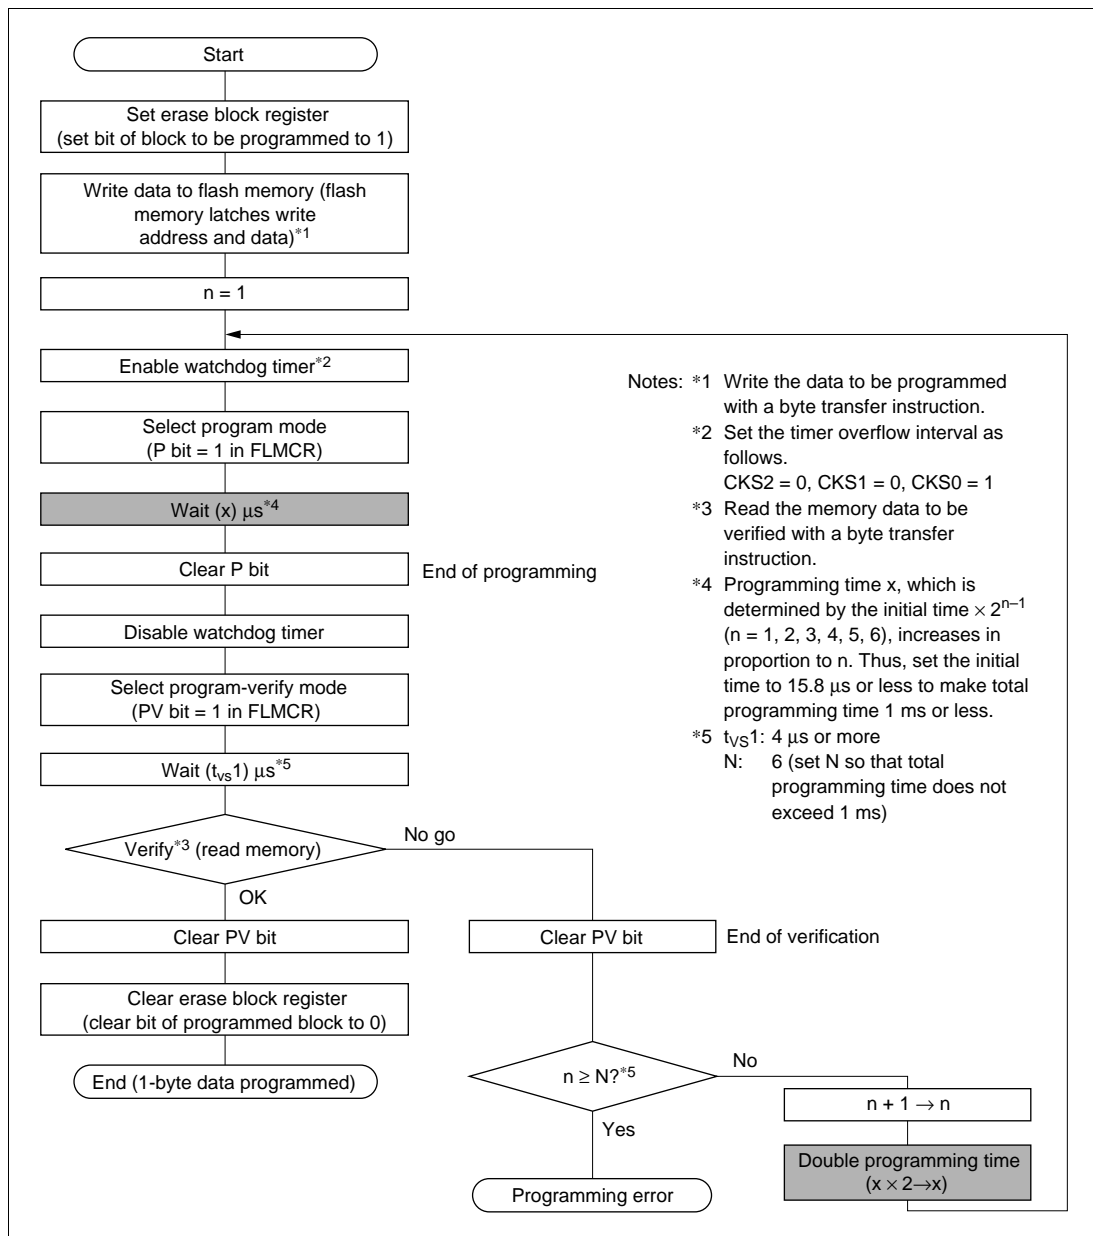 Start
Set erase block register
(set bit of block to be programmed to 1)
Write data to flash memory (flash
memory latches write
address and data)*1
n = 1
Enable watchdog timer*2
Select program mode
(P bit = 1 in FLMCR)
Wait (x) μs*4
Clear P bit
End of programming
Disable watchdog timer
Select program-verify mode
(PV bit = 1 in FLMCR)
Wait (tvs1) μs*5
Verify*3 (read memory)
No go
OK
Clear PV bit
Clear erase block register
(clear bit of programmed block to 0)
End (1-byte data programmed)
Clear PV bit
End of verification
n ≥ N?*5
No
Yes
Programming error
n + 1 → n
Double programming time
(x × 2→x)
Notes: *1 Write the data to be programmed
with a byte transfer instruction.
*2 Set the timer overflow interval as
follows.
CKS2 = 0, CKS1 = 0, CKS0 = 1
*3 Read the memory data to be
verified with a byte transfer
instruction.
*4 Programming time x, which is
determined by the initial time × 2n–1
(n = 1, 2, 3, 4, 5, 6), increases in
proportion to n. Thus, set the initial
time to 15.8 μs or less to make total
programming time 1 ms or less.
*5 tVS1: 4 μs or more
N: 6 (set N so that total
programming time does not
exceed 1 ms)